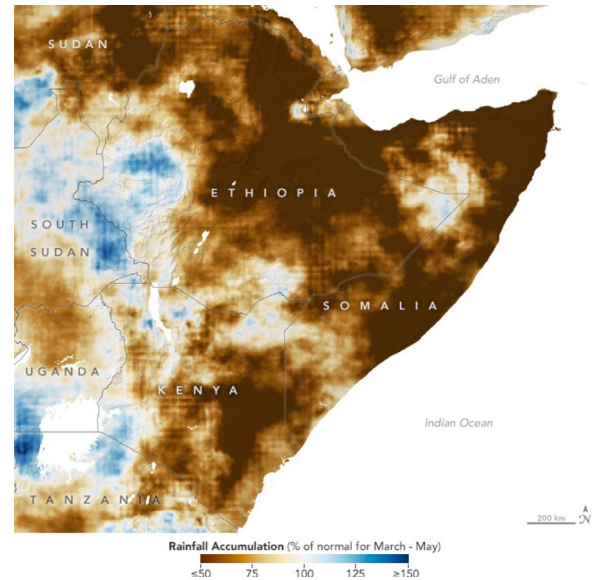 SUDAN
Gulf of Aden
ETHIOPIA
SOUTH
SUDAN
SOMALIA
UGANDA
KENYA
Indian Ocean
TANZANIA
200 km
N
Rainfall Accumulation (% of normal for March - May)
≤50 75 100 125 ≥150